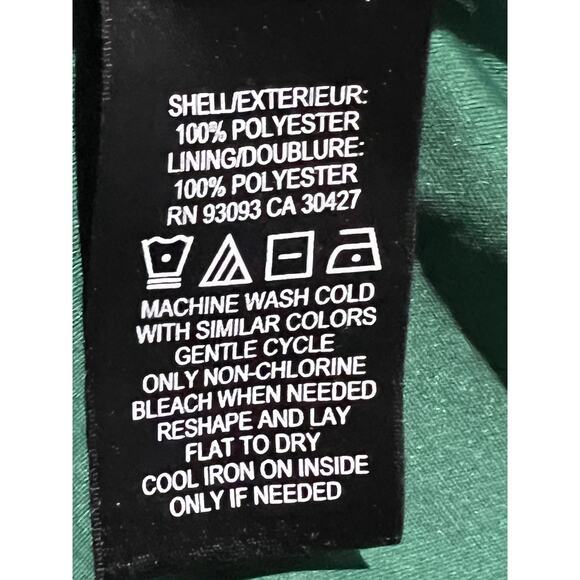 SHELL/EXTERIEUR:
100% POLYESTER
LINING/DOUBLURE:
100% POLYESTER
RN 93093 CA 30427
MACHINE WASH COLD
WITH SIMILAR COLORS
GENTLE CYCLE
ONLY NON-CHLORINE
BLEACH WHEN NEEDED
RESHAPE AND LAY
FLAT TO DRY
COOL IRON ON INSIDE
ONLY IF NEEDED